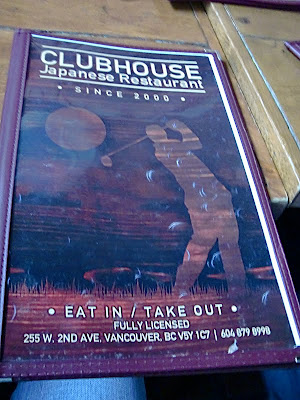 CLUBHOUSE
Japanese Restaurant
• SINCE 2000 •
• EAT IN / TAKE OUT •
FULLY LICENSED
255 W. 2ND AVE, VANCOUVER, BC V5Y 1C7 | 604 879 8998